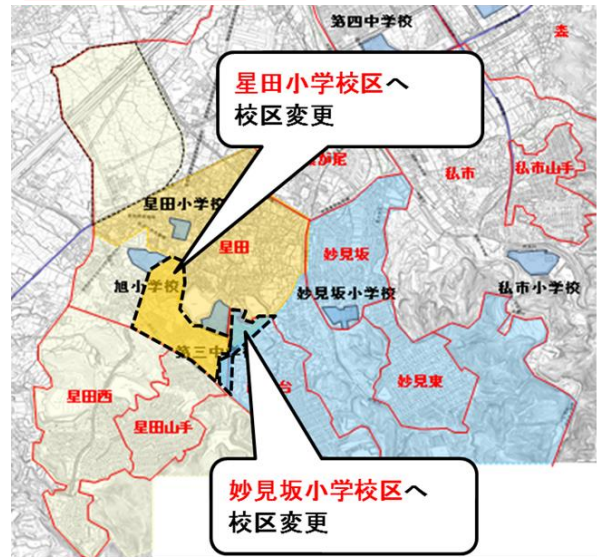 第四中学校
星田小学校区へ
校区変更
私市
私市山手
星田小学校
星田
妙見坂
旭小学校
妙見坂小学校
私市小学校
第三中学校
台
星田西
妙見東
星田山手
妙見坂小学校区へ
校区変更